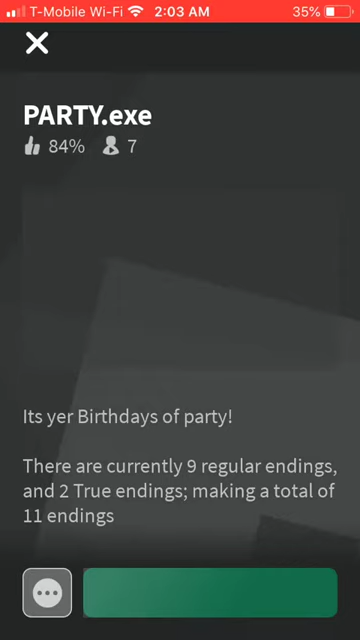 T-Mobile Wi-Fi 2:03 AM 35%
PARTY.exe
84% 7
Its yer Birthdays of party!
There are currently 9 regular endings,
and 2 True endings; making a total of
11 endings